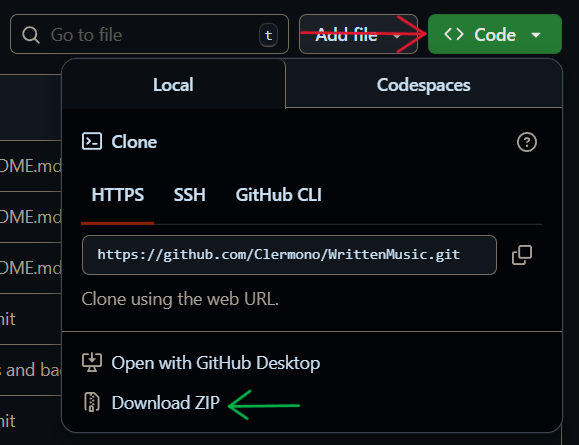 Go to file
t
Add file
Code
Local
Codespaces
Clone
HTTPS
SSH
GitHub CLI
DME.md
https://github.com/Clermono/WrittenMusic.git
DME.md
Clone using the web URL.
DME.md
nit
Open with GitHub Desktop
s and ba
Download ZIP
nit